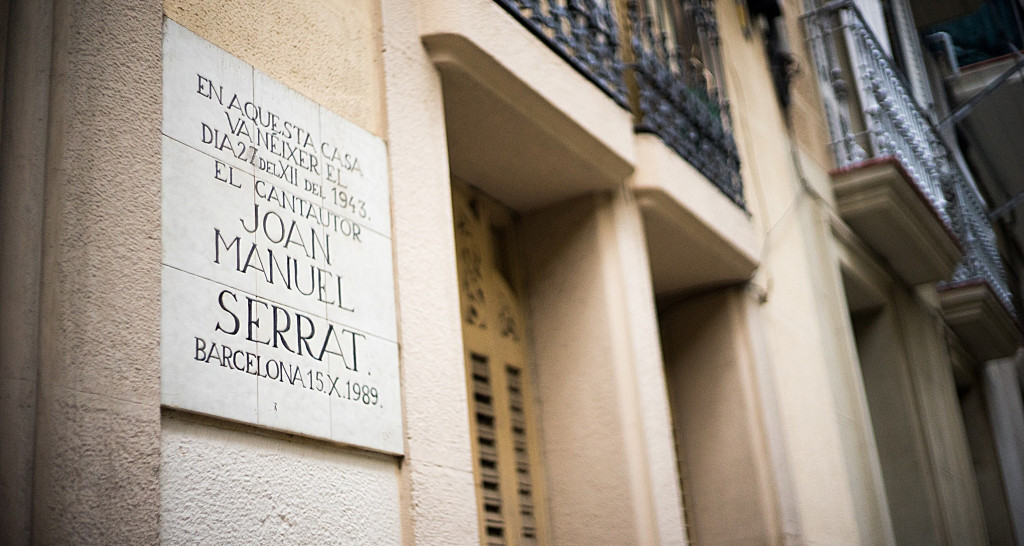 EN AQUESTA CASA
VA NÉIXER EL
DIA 27 DEL XII DEL 1943.
EL CANTAUTOR
JOAN
MANUEL
SERRAT.
BARCELONA 15.X.1989.